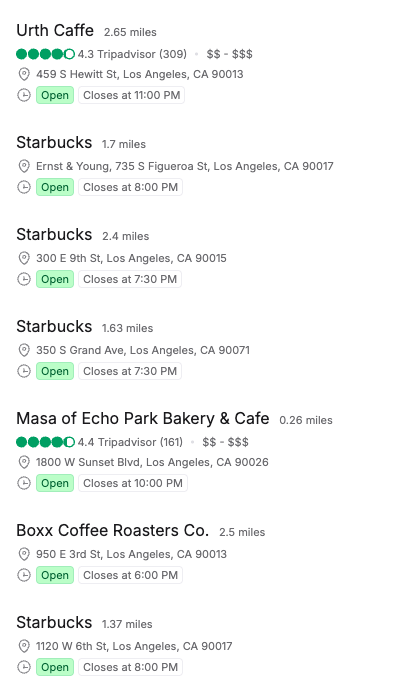 Urth Caffe 2.65 miles
4.3 Tripadvisor (309) • $$ - $$$
459 S Hewitt St, Los Angeles, CA 90013
Open Closes at 11:00 PM
Starbucks 1.7 miles
Ernst & Young, 735 S Figueroa St, Los Angeles, CA 90017
Open Closes at 8:00 PM
Starbucks 2.4 miles
300 E 9th St, Los Angeles, CA 90015
Open Closes at 7:30 PM
Starbucks 1.63 miles
350 S Grand Ave, Los Angeles, CA 90071
Open Closes at 7:30 PM
Masa of Echo Park Bakery & Cafe 0.26 miles
4.4 Tripadvisor (161) • $$ - $$$
1800 W Sunset Blvd, Los Angeles, CA 90026
Open Closes at 10:00 PM
Boxx Coffee Roasters Co. 2.5 miles
950 E 3rd St, Los Angeles, CA 90013
Open Closes at 6:00 PM
Starbucks 1.37 miles
1120 W 6th St, Los Angeles, CA 90017
Open Closes at 8:00 PM